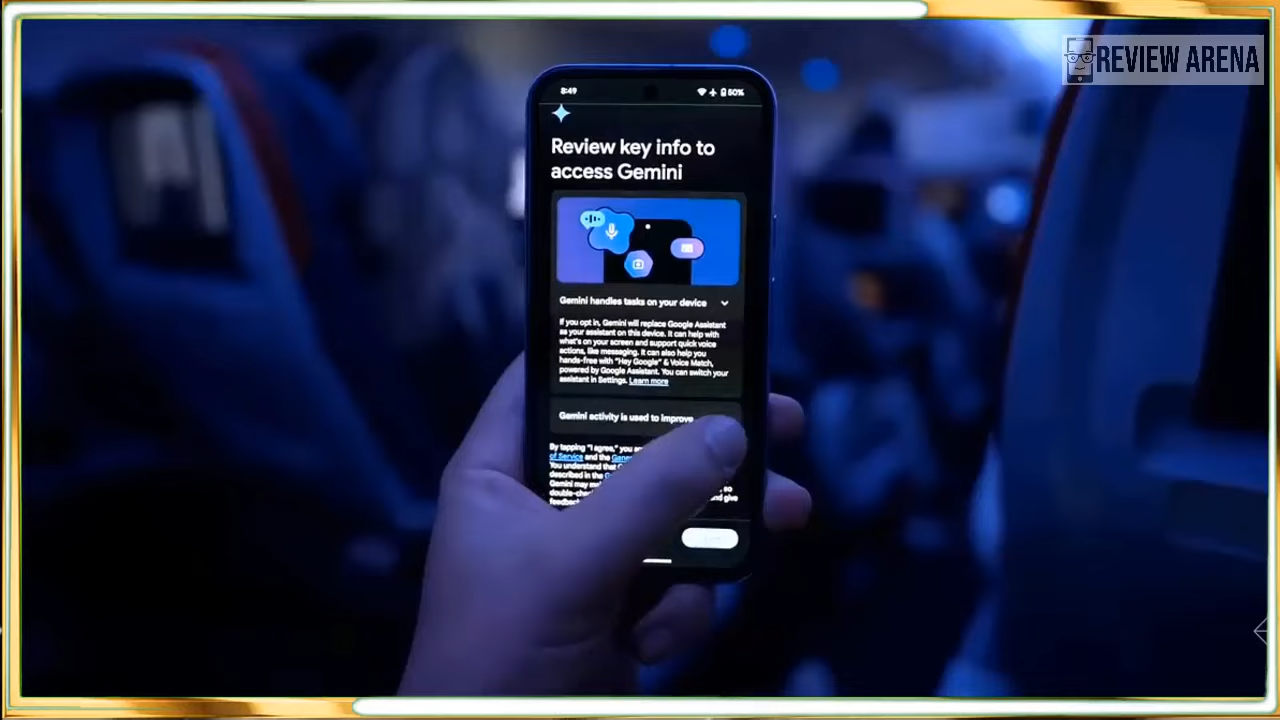 REVIEW ARENA
8:49
50%
Review key info to
access Gemini
Gemini handles tasks on your device
If you opt in, Gemini will replace Google Assistant
as your assistant on this device. It can help with
what's on your screen and support quick voice
actions, like messaging. It can also help you
hands-free with "Hey Google" & Voice Match,
powered by Google Assistant. You can switch your
assistant in Settings. Learn more
Gemini activity is used to improve
By tapping "I agree," you
of Service and the
You understand that
described in the
Gemini may
so
and give